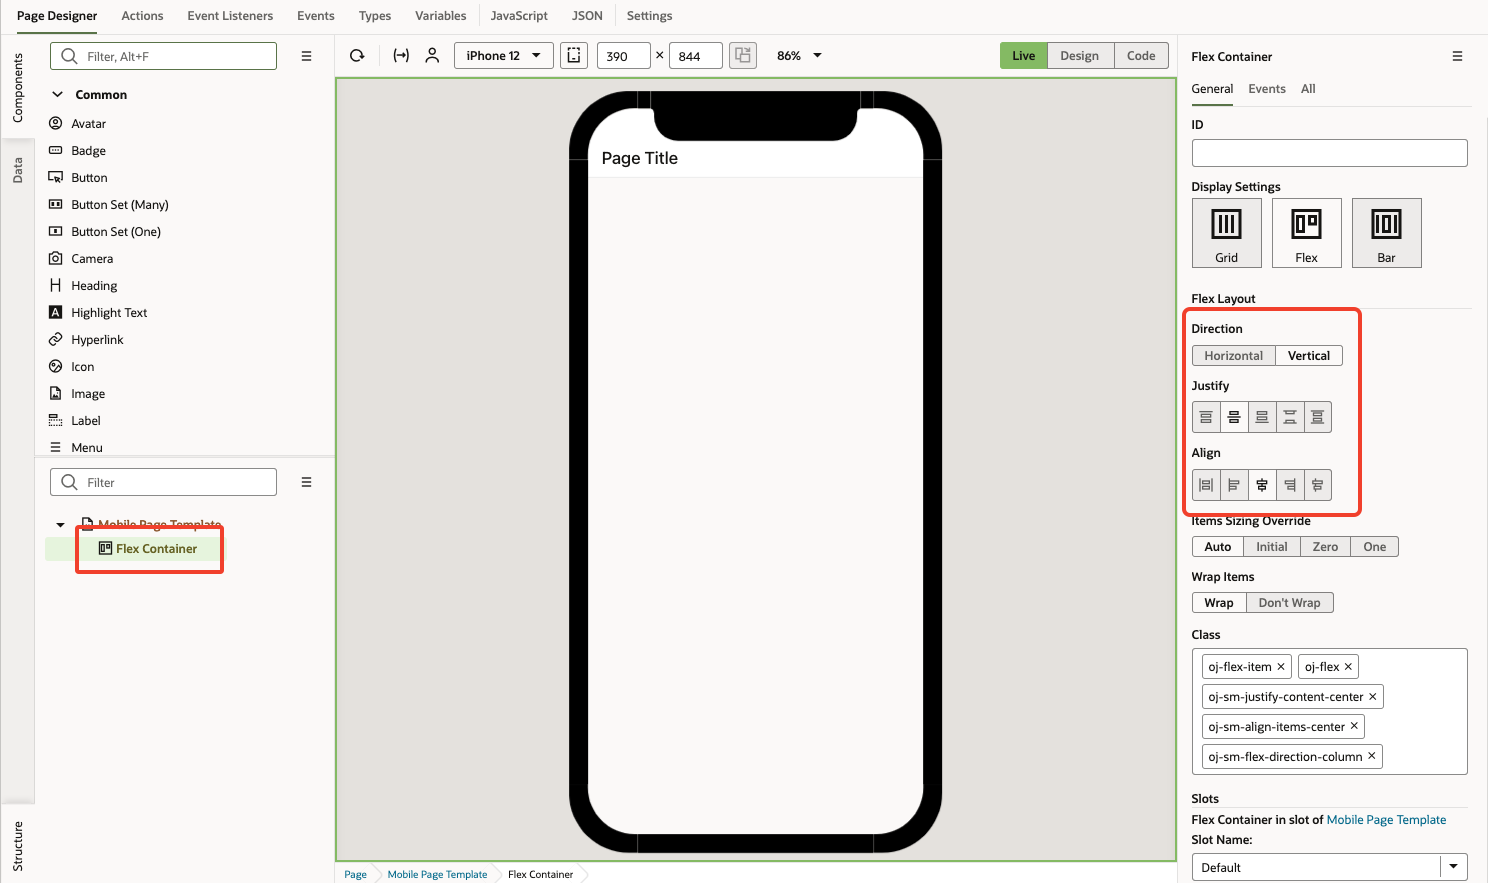 Page Designer
Actions
Event Listeners
Events
Types
Variables
JavaScript
JSON
Settings
Components
Data
Structure
Filter, Alt+F
Common
Avatar
Badge
Button
Button Set (Many)
Button Set (One)
Camera
Heading
Highlight Text
Hyperlink
Icon
Image
Label
Menu
Filter
Mobile Page Template
Flex Container
iPhone 12
390 × 844
86%
Live
Design
Code
Page Title
Page
Mobile Page Template
Flex Container
Flex Container
General
Events
All
ID
Display Settings
Grid
Flex
Bar
Flex Layout
Direction
Horizontal
Vertical
Justify
Align
Items Sizing Override
Auto
Initial
Zero
One
Wrap Items
Wrap
Don't Wrap
Class
oj-flex-item ×
oj-flex ×
oj-sm-justify-content-center ×
oj-sm-align-items-center ×
oj-sm-flex-direction-column ×
Slots
Flex Container in slot of Mobile Page Template
Slot Name:
Default